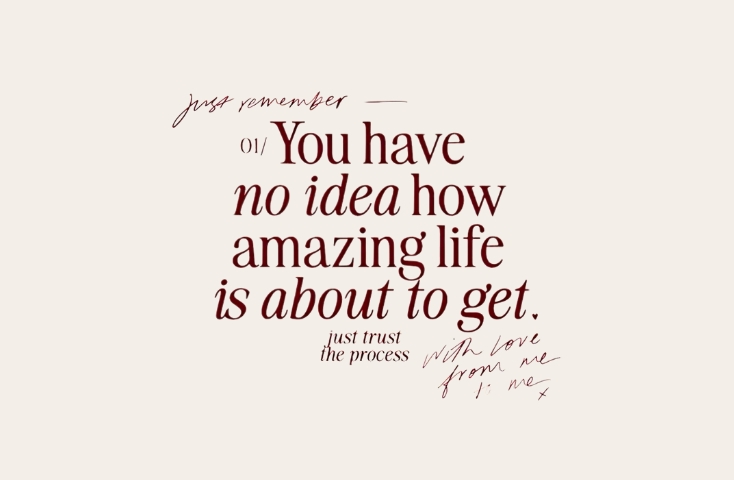 just remember —
01/ You have
no idea how
amazing life
is about to get.
just trust
the process
with love
from me
me x